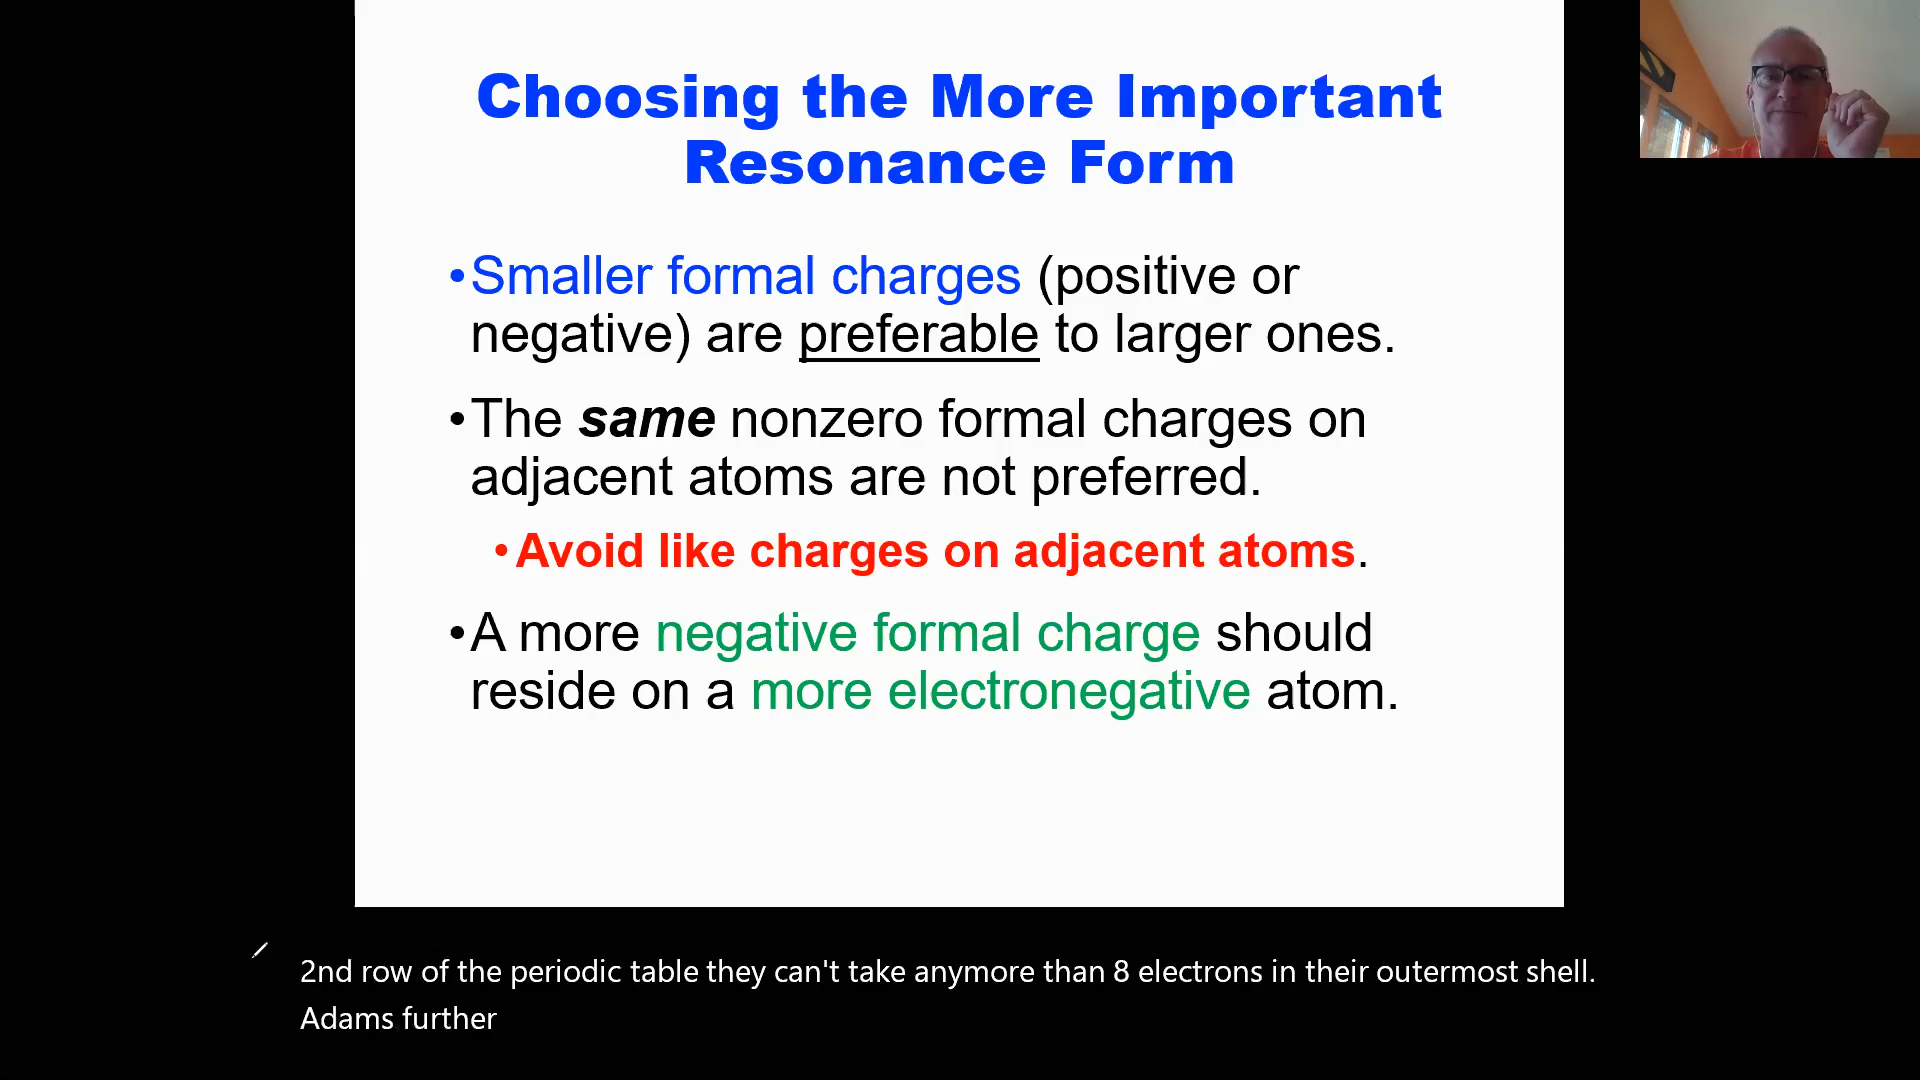 Choosing the More Important
Resonance Form
•Smaller formal charges (positive or
negative) are preferable to larger ones.
•The same nonzero formal charges on
adjacent atoms are not preferred.
•Avoid like charges on adjacent atoms.
•A more negative formal charge should
reside on a more electronegative atom.
2nd row of the periodic table they can't take anymore than 8 electrons in their outermost shell.
Adams further